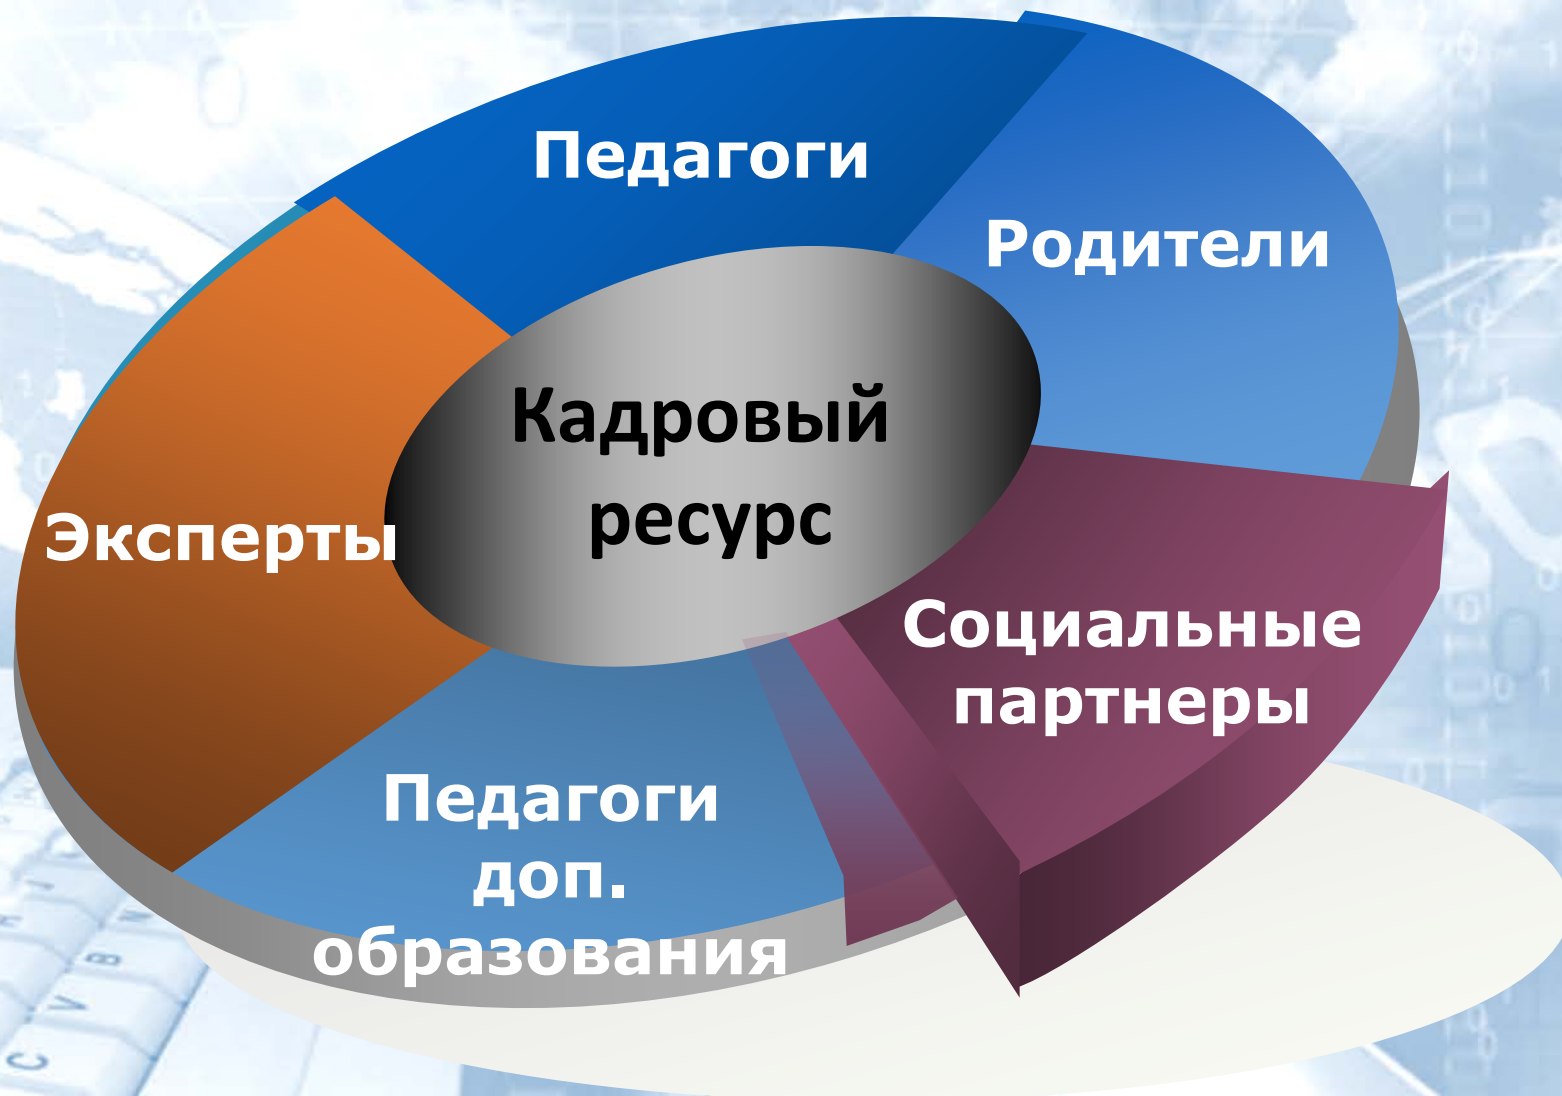 Педагоги
Родители
Кадровый
ресурс
Эксперты
Социальные
партнеры
Педагоги
доп.
образования